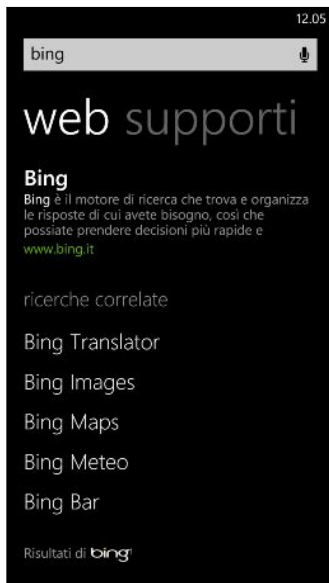 12.05
bing
web supporti
Bing
Bing è il motore di ricerca che trova e organizza
le risposte di cui avete bisogno, così che
possiate prendere decisioni più rapide e
www.bing.it
ricerche correlate
Bing Translator
Bing Images
Bing Maps
Bing Meteo
Bing Bar
Risultati di bing